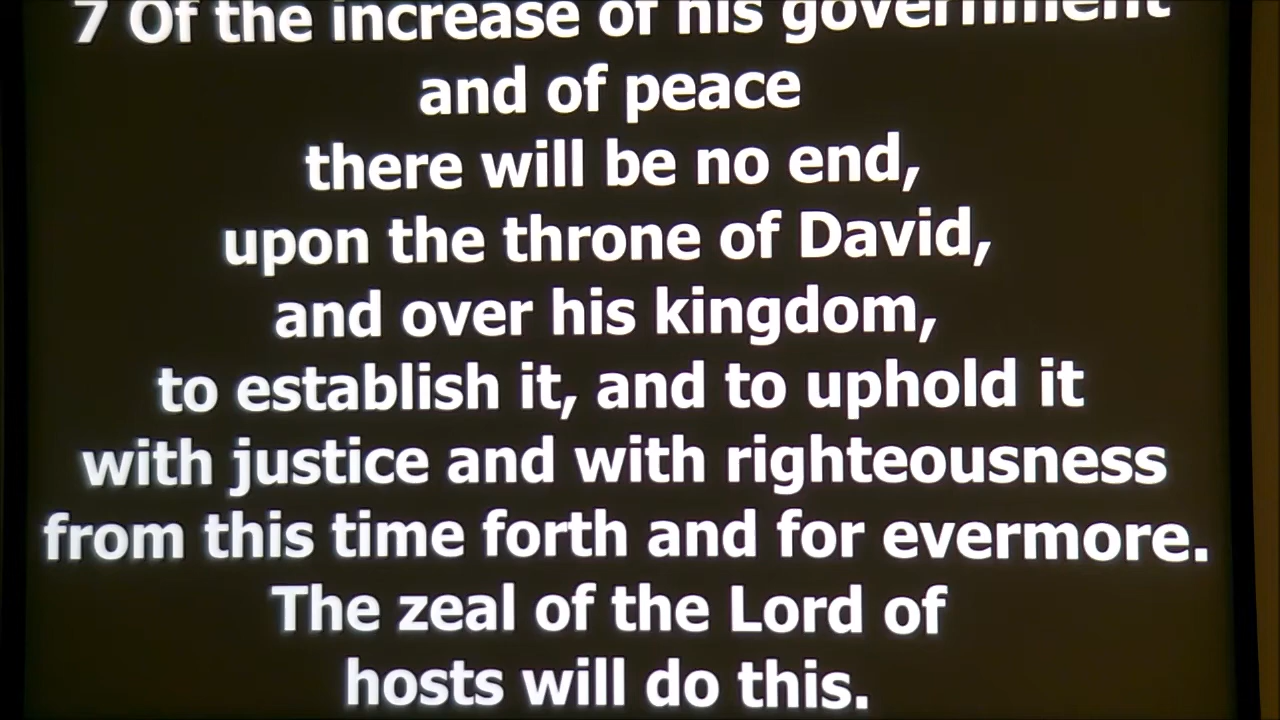 7 Of the increase of his government
and of peace
there will be no end,
upon the throne of David,
and over his kingdom,
to establish it, and to uphold it
with justice and with righteousness
from this time forth and for evermore.
The zeal of the Lord of
hosts will do this.